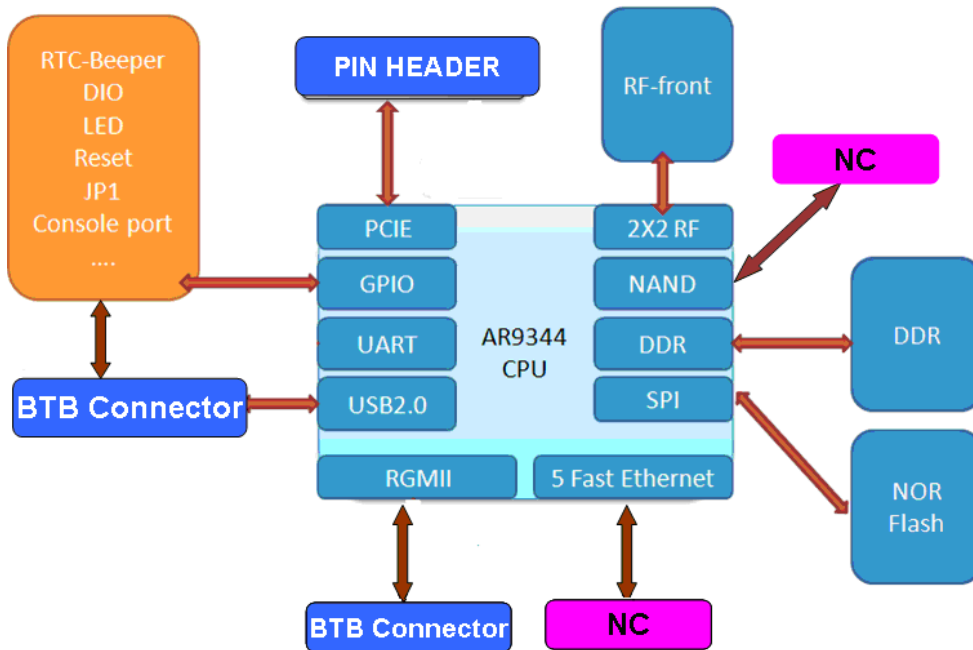 RTC-Beeper
DIO
LED
Reset
JP1
Console port
....
PIN HEADER
RF-front
NC
PCIE
2X2 RF
GPIO
NAND
UART
AR9344
CPU
DDR
DDR
BTB Connector
USB2.0
SPI
RGMII
5 Fast Ethernet
NOR
Flash
BTB Connector
NC